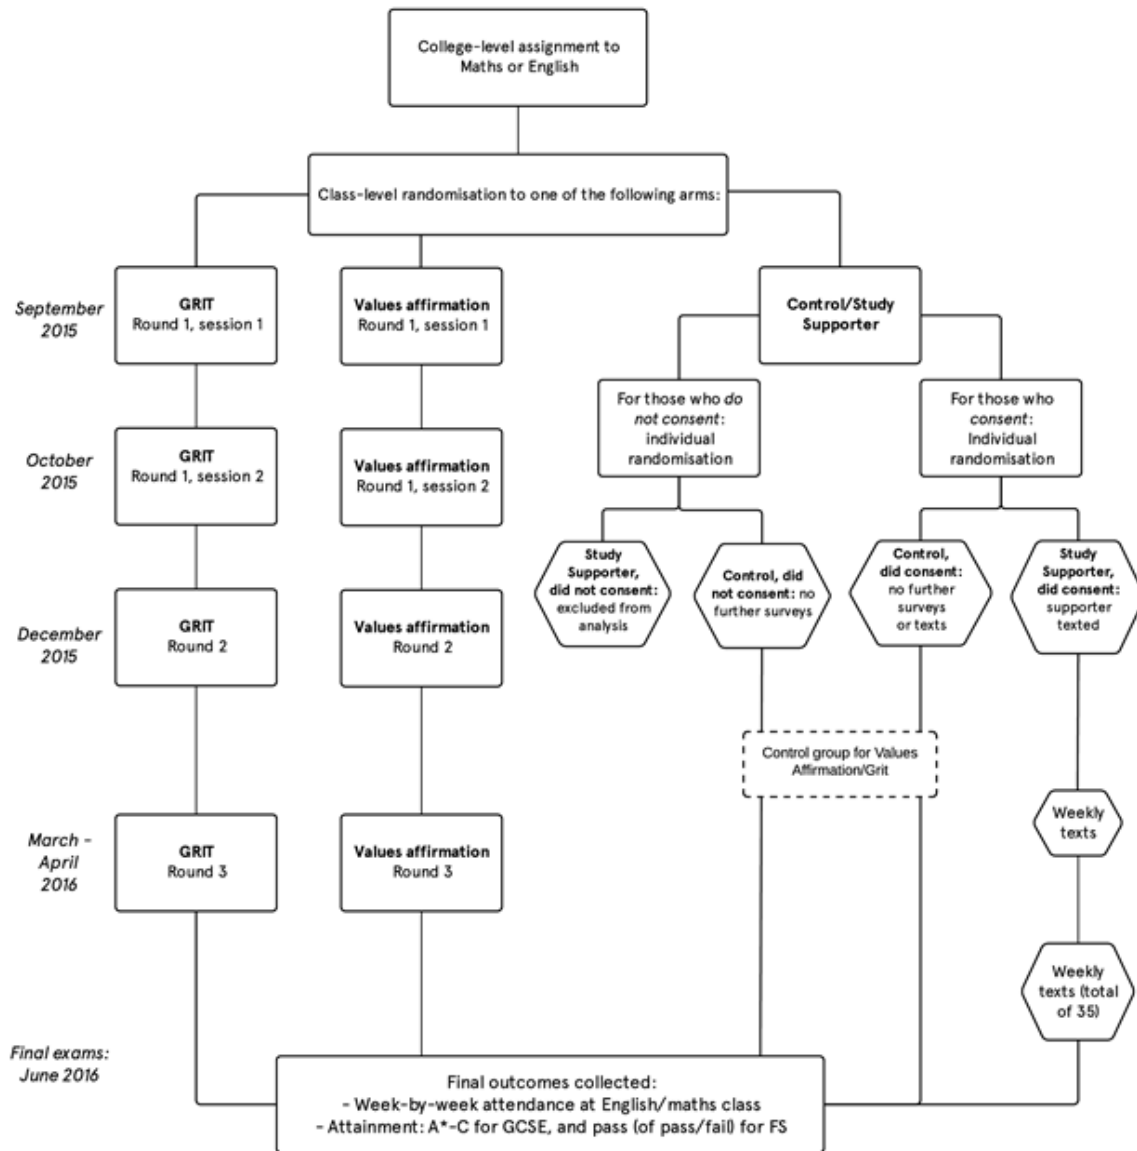 College-level assignment to
Maths or English
Class-level randomisation to one of the following arms:
September
2015
GRIT
Round 1, session 1
Values affirmation
Round 1, session 1
Control/Study
Supporter
For those who do
not consent:
individual
randomisation
For those who
consent:
Individual
randomisation
October
2015
GRIT
Round 1, session 2
Values affirmation
Round 1, session 2
Study
Supporter,
did not consent:
excluded from
analysis
Control, did
not consent: no
further surveys
Control,
did consent:
no further
surveys
or texts
Study
Supporter,
did consent:
supporter
texted
December
2015
GRIT
Round 2
Values affirmation
Round 2
Control group for Values
Affirmation/Grit
Weekly
texts
March -
April
2016
GRIT
Round 3
Values affirmation
Round 3
Weekly
texts (total
of 35)
Final exams:
June 2016
Final outcomes collected:
- Week-by-week attendance at English/maths class
- Attainment: A*-C for GCSE, and pass (of pass/fail) for FS